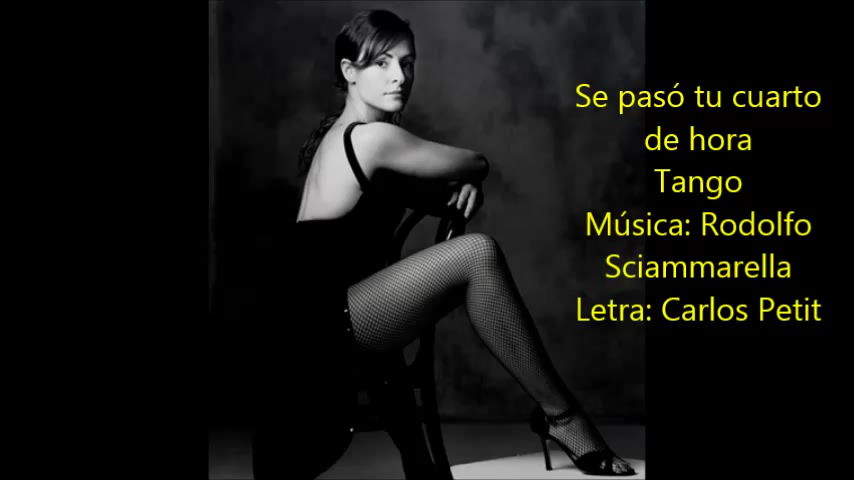 Se pasó tu cuarto
de hora
Tango
Música: Rodolfo
Sciammarella
Letra: Carlos Petit